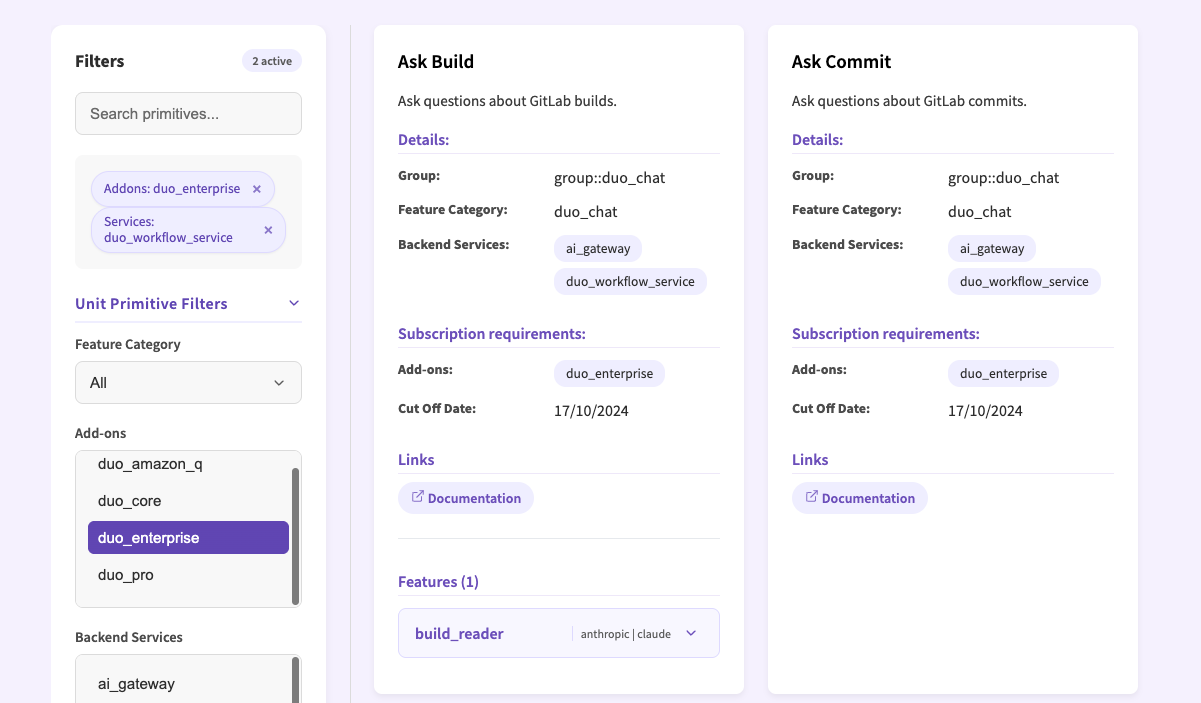 Filters
2 active
Search primitives...
Addons: duo_enterprise ×
Services:
duo_workflow_service ×
Unit Primitive Filters
Feature Category
All
Add-ons
duo_amazon_q
duo_core
duo_enterprise
duo_pro
Backend Services
ai_gateway
Ask Build
Ask questions about GitLab builds.
Details:
Group: group::duo_chat
Feature Category: duo_chat
Backend Services: ai_gateway
duo_workflow_service
Subscription requirements:
Add-ons: duo_enterprise
Cut Off Date: 17/10/2024
Links
Documentation
Features (1)
build_reader anthropic | claude
Ask Commit
Ask questions about GitLab commits.
Details:
Group: group::duo_chat
Feature Category: duo_chat
Backend Services: ai_gateway
duo_workflow_service
Subscription requirements:
Add-ons: duo_enterprise
Cut Off Date: 17/10/2024
Links
Documentation